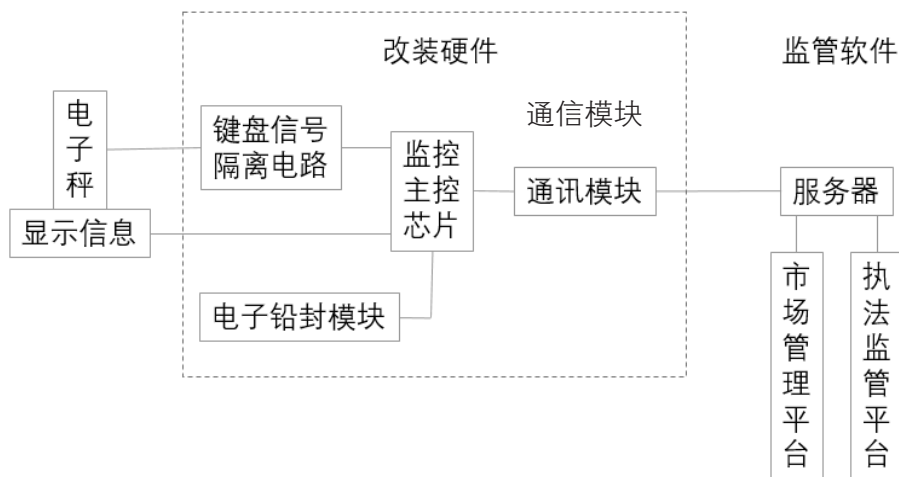 改装硬件
监管软件
电子秤
显示信息
键盘信号
隔离电路
监控
主控
芯片
电子铅封模块
通信模块
通讯模块
服务器
市场管理平台
执法监管平台